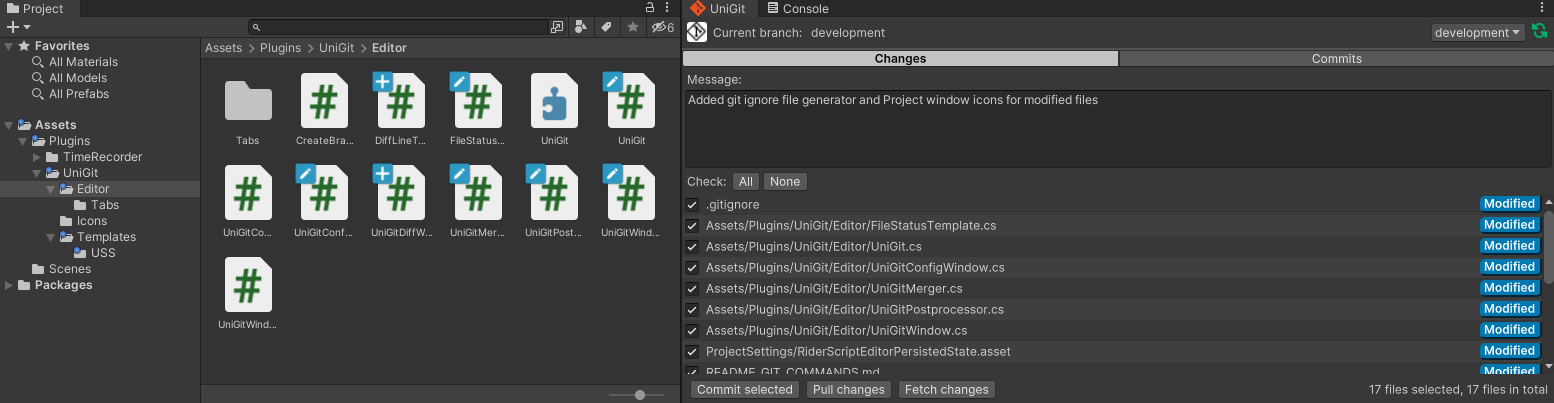 Project
6
Favorites
All Materials
All Models
All Prefabs
Assets
Plugins
TimeRecorder
UniGit
Editor
Tabs
Icons
Templates
USS
Scenes
Packages
Assets > Plugins > UniGit > Editor
Tabs
CreateBra...
DiffLineT...
FileStatus...
UniGit
UniGit
UniGitCo...
UniGitConf...
UniGitDiffW...
UniGitMer...
UniGitPost...
UniGitWind...
UniGitWind...
UniGit
Console
Current branch: development
development
Changes
Commits
Message:
Added git ignore file generator and Project window icons for modified files
Check: All None
.gitignore Modified
Assets/Plugins/UniGit/Editor/FileStatusTemplate.cs Modified
Assets/Plugins/UniGit/Editor/UniGit.cs Modified
Assets/Plugins/UniGit/Editor/UniGitConfigWindow.cs Modified
Assets/Plugins/UniGit/Editor/UniGitMerger.cs Modified
Assets/Plugins/UniGit/Editor/UniGitPostprocessor.cs Modified
Assets/Plugins/UniGit/Editor/UniGitWindow.cs Modified
ProjectSettings/RiderScriptEditorPersistedState.asset Modified
README_GIT_COMMANDS.md Modified
Commit selected Pull changes Fetch changes 17 files selected, 17 files in total